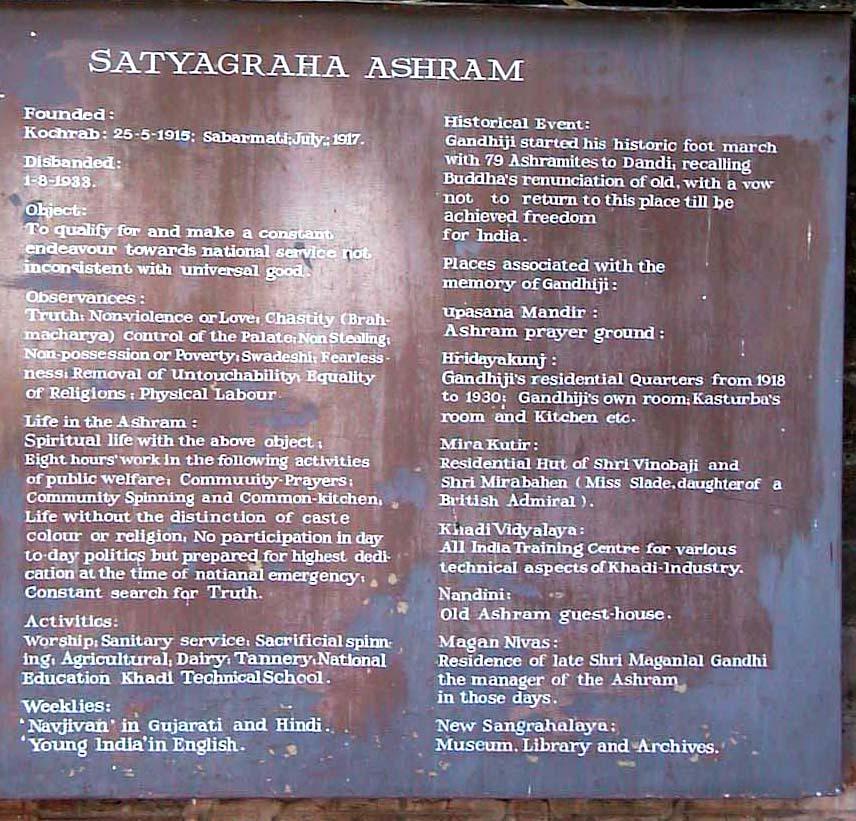 SATYAGRAHA ASHRAM
Founded:
Kochrab: 25-5-1915; Sabarmati; July; 1917.
Disbanded:
1-8-1933.
Object:
To qualify for and make a constant
endeavour towards national service not
inconsistent with universal good.
Observances:
Truth; Non-violence or Love; Chastity (Brah-
macharya) Control of the Palate; Non Stealing;
Non-possession or Poverty; Swadeshi; Fearless-
ness; Removal of Untouchability; Equality
of Religions; Physical Labour.
Life in the Ashram:
Spiritual life with the above object;
Eight hours' work in the following activities
of public welfare; Commuuity-Prayers;
Community Spinning and Common-kitchen;
Life without the distinction of caste
colour or religion; No participation in day
to-day politics but prepared for highest dedi-
cation at the time of natianal emergency;
Constant search for Truth.
Activities:
Worship; Sanitary service; Sacrificial spinn-
ing; Agricultural; Dairy; Tannery; National
Education Khadi Technical School.
Weeklies:
'Navjivan' in Gujarati and Hindi.
'Young India' in English.
Historical Event:
Gandhiji started his historic foot march
with 79 Ashramites to Dandi; recalling
Buddha's renunciation of old, with a vow
not to return to this place till be
achieved freedom
for India.
Places associated with the
memory of Gandhiji:
upasana Mandir:
Ashram prayer ground:
Hridayakunj:
Gandhiji's residential Quarters from 1918
to 1930; Gandhiji's own room; Kasturba's
room and Kitchen etc.
Mira Kutir:
Residential Hut of Shri Vinobaji and
Shri Mirabahen (Miss Slade, daughter of a
British Admiral).
Khadi Vidyalaya:
All India Training Centre for various
technical aspects of Khadi-Industry.
Nandini:
Old Ashram guest-house.
Magan Nivas:
Residence of late Shri Maganlal Gandhi
the manager of the Ashram
in those days.
New Sangrahalaya:
Museum, Library and Archives.